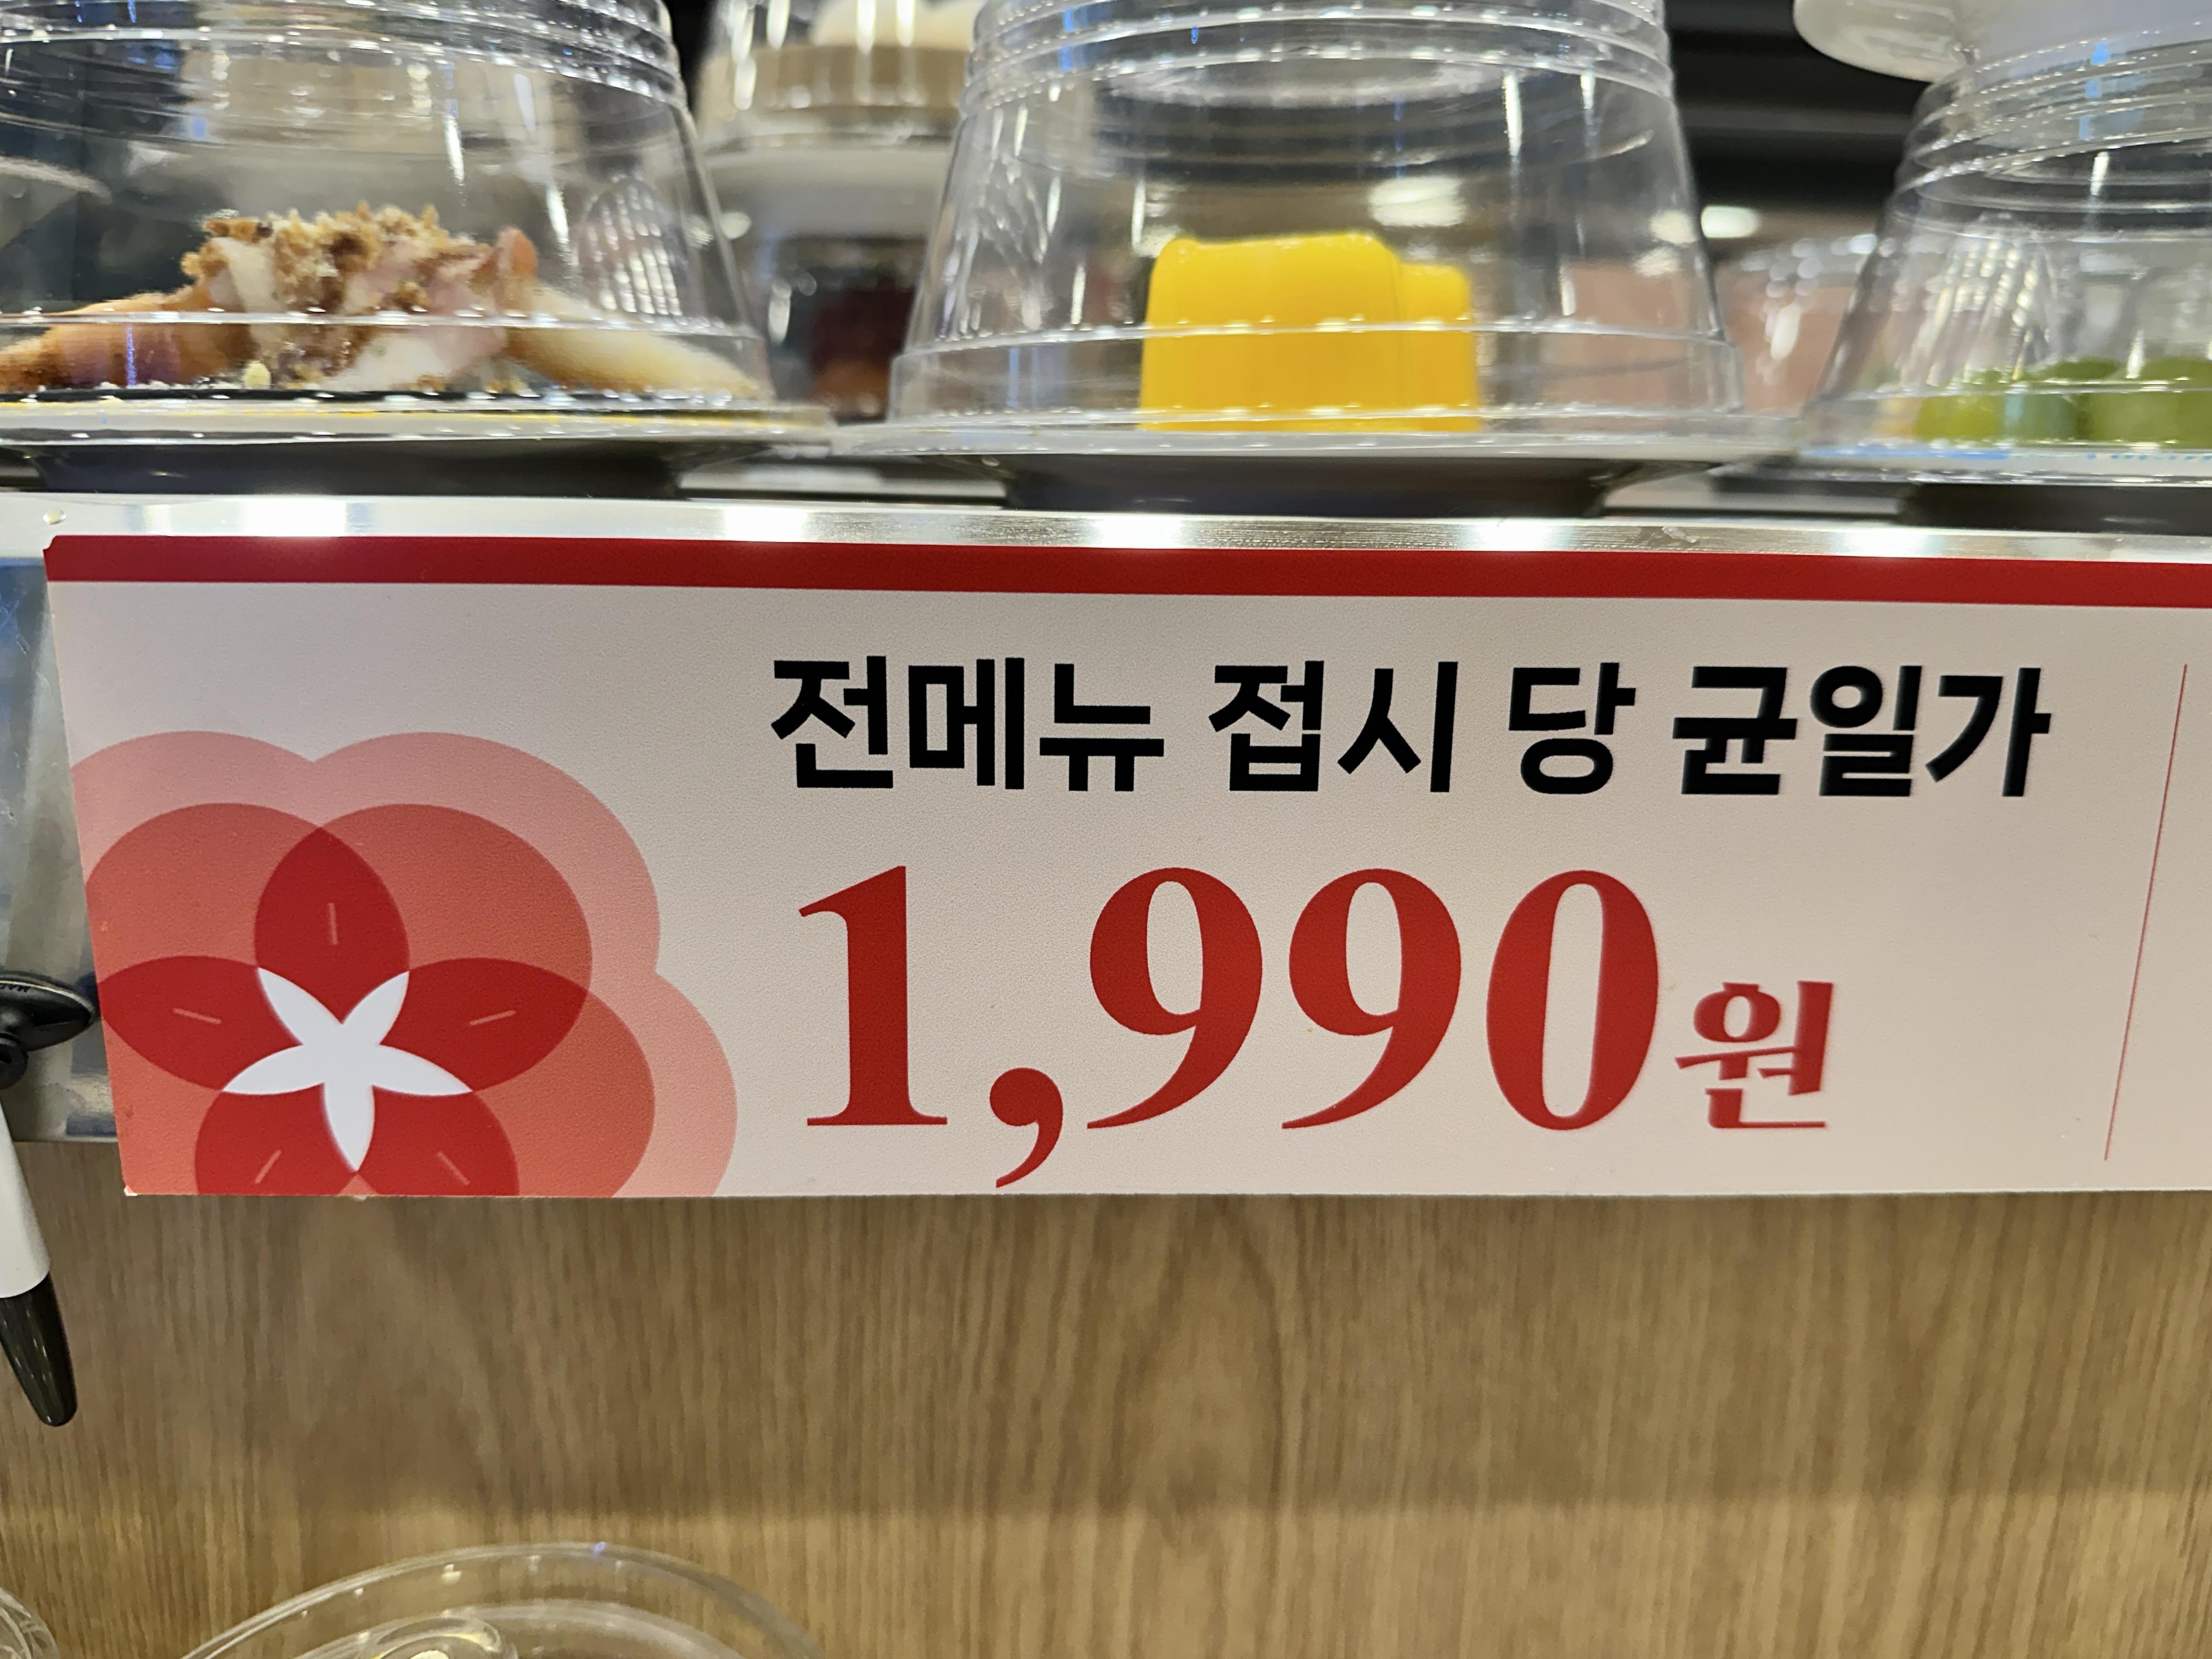 전메뉴 접시 당 균일가
1,990원